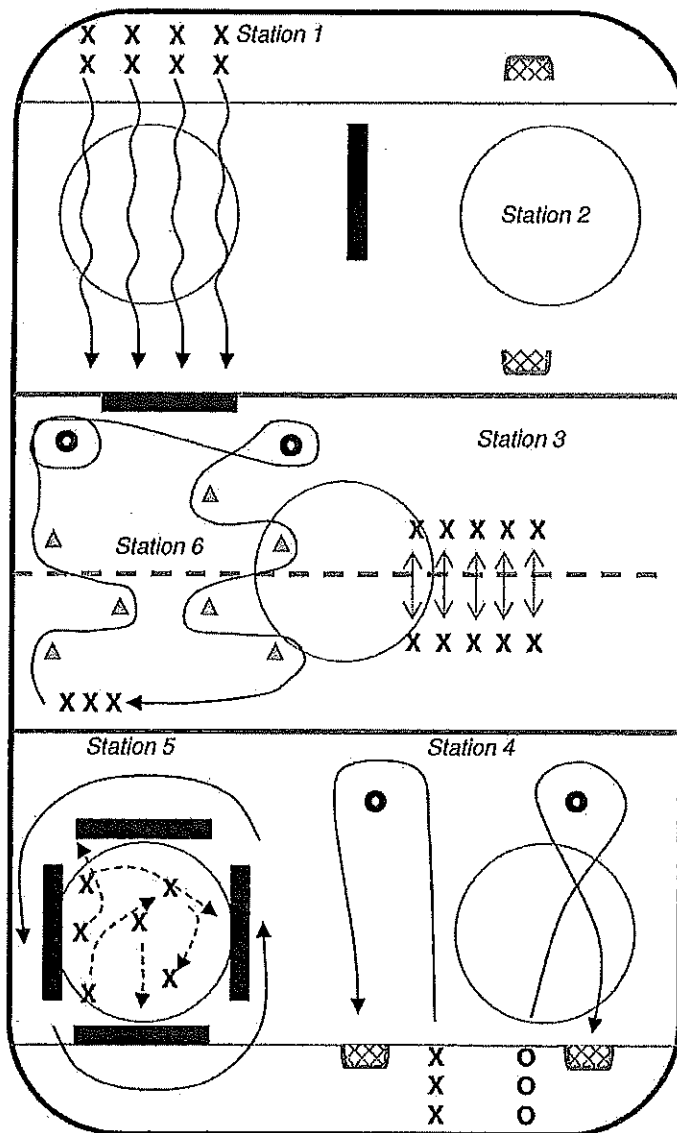 X X X X Station 1
X X X X
Station 2
Station 3
X X X X X
Station 6
X X X X X
X X X
Station 5
Station 4
X X
X X
X
X
X O
X O
X O